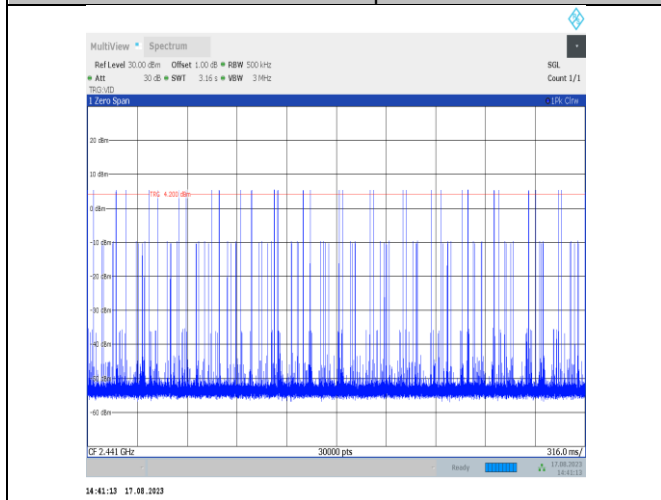 MultiView Spectrum
Ref Level 30.00 dBm Offset 1.00 dB RBW 500 kHz SGL
Att 30 dB SWT 3.16 s VBW 3 MHz Count 1/1
TRG:VID
1 Zero Span 1Pk Clrw
20 dBm
10 dBm
TRG 4.200 dBm
0 dBm
-10 dBm
-20 dBm
-30 dBm
-40 dBm
-60 dBm
CF 2.441 GHz 30000 pts 316.0 ms/
Ready 17.08.2023
14:41:13
14:41:13 17.08.2023